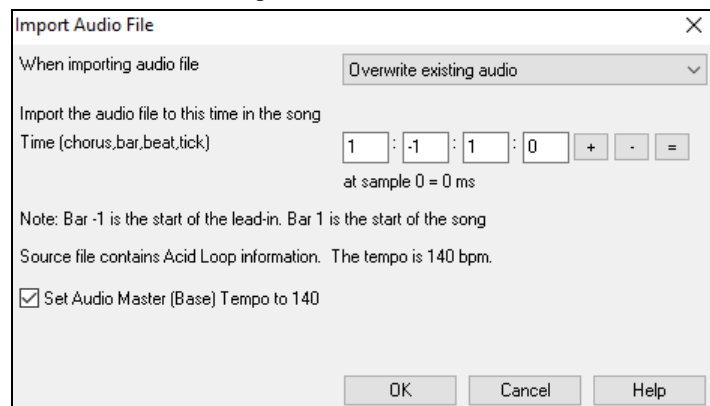 Import Audio File
When importing audio file
Overwrite existing audio
Import the audio file to this time in the song
Time (chorus,bar,beat,tick)
1 : -1 : 1 : 0 + - =
at sample 0 = 0 ms
Note: Bar -1 is the start of the lead-in. Bar 1 is the start of the song
Source file contains Acid Loop information. The tempo is 140 bpm.
Set Audio Master (Base) Tempo to 140
OK Cancel Help